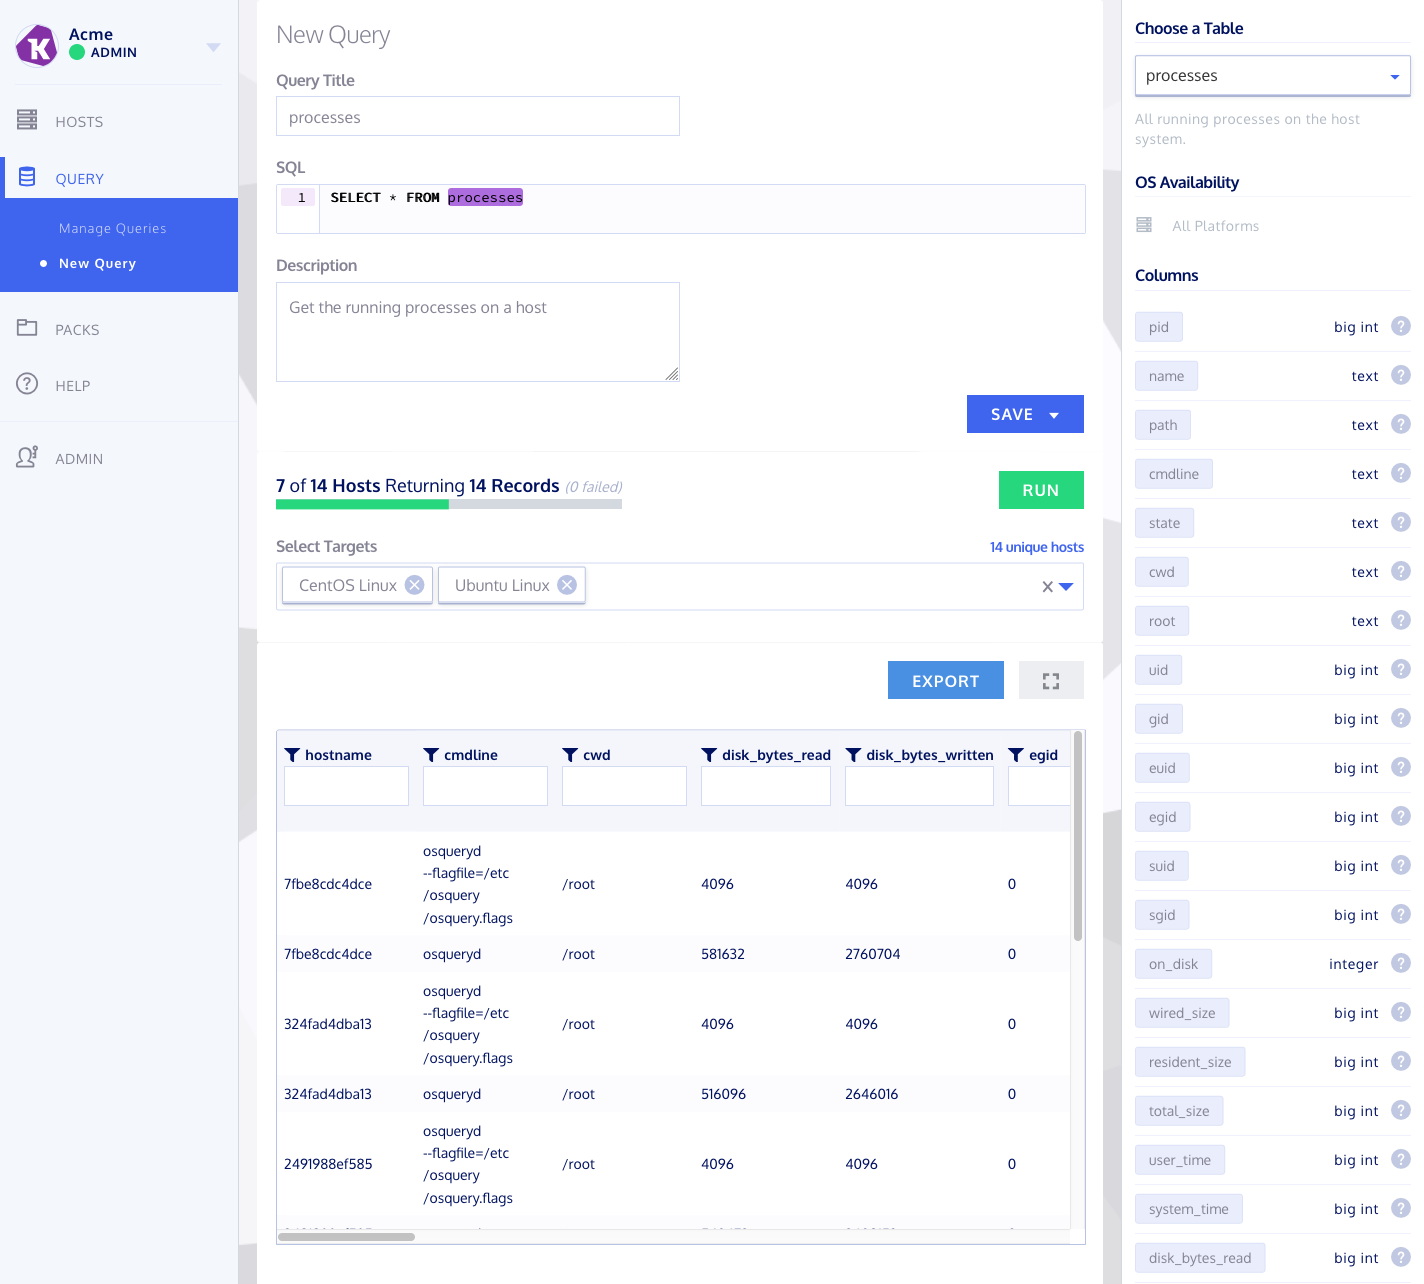 Acme
ADMIN
HOSTS
QUERY
Manage Queries
New Query
PACKS
HELP
ADMIN
New Query
Query Title
processes
SQL
1 SELECT * FROM processes
Description
Get the running processes on a host
SAVE
7 of 14 Hosts Returning 14 Records (0 failed)
RUN
Select Targets
14 unique hosts
CentOS Linux
Ubuntu Linux
EXPORT
hostname cmdline cwd disk_bytes_read disk_bytes_written egid
osqueryd
--flagfile=/etc
7fbe8cdc4dce /root 4096 4096 0
/osquery
/osquery.flags
7fbe8cdc4dce osqueryd /root 581632 2760704 0
osqueryd
--flagfile=/etc
324fad4dba13 /root 4096 4096 0
/osquery
/osquery.flags
324fad4dba13 osqueryd /root 516096 2646016 0
osqueryd
--flagfile=/etc
2491988ef585 /root 4096 4096 0
/osquery
/osquery.flags
Choose a Table
processes
All running processes on the host
system.
OS Availability
All Platforms
Columns
pid big int ?
name text ?
path text ?
cmdline text ?
state text ?
cwd text ?
root text ?
uid big int ?
gid big int ?
euid big int ?
egid big int ?
suid big int ?
sgid big int ?
on_disk integer ?
wired_size big int ?
resident_size big int ?
total_size big int ?
user_time big int ?
system_time big int ?
disk_bytes_read big int ?